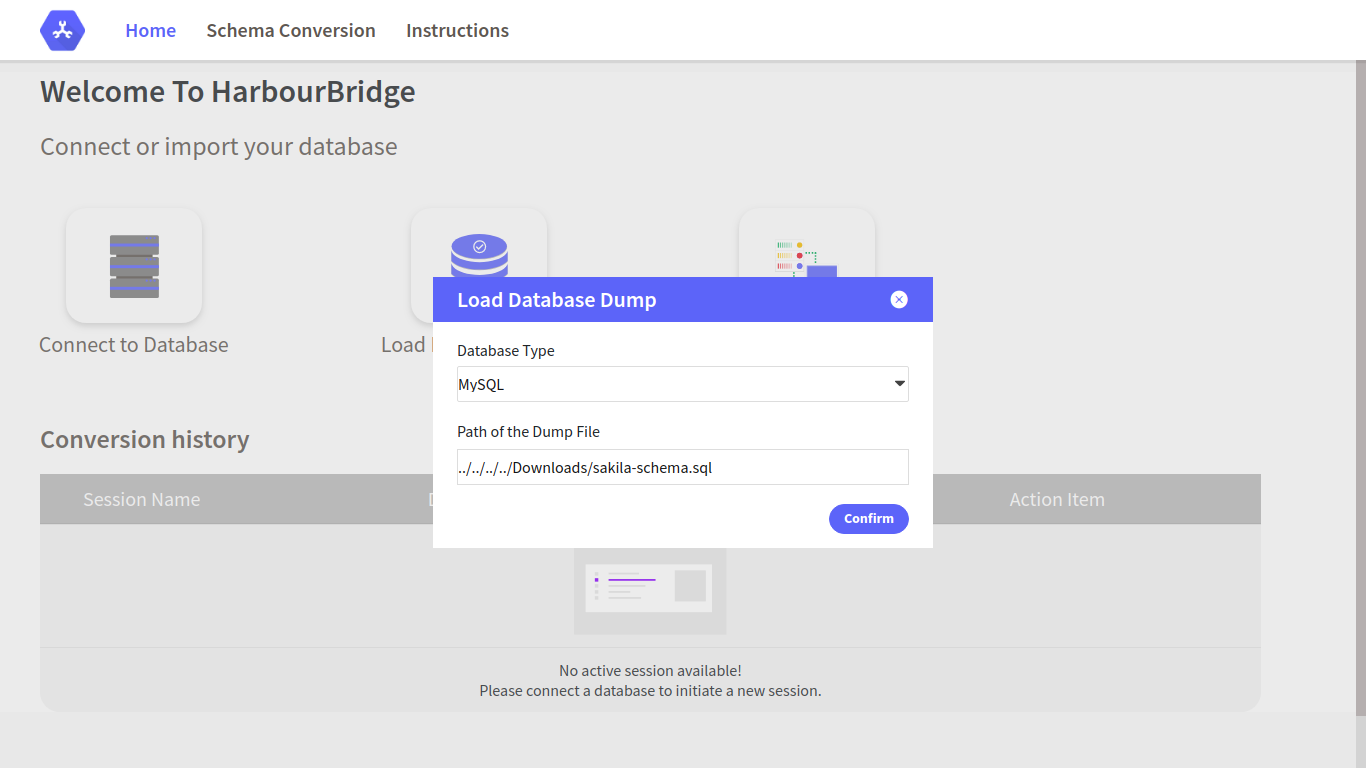 Home Schema Conversion Instructions
Welcome To HarbourBridge
Connect or import your database
Load Database Dump
Connect to Database
Load
Database Type
MySQL
Path of the Dump File
../../../../Downloads/sakila-schema.sql
Confirm
Conversion history
Session Name
Action Item
No active session available!
Please connect a database to initiate a new session.